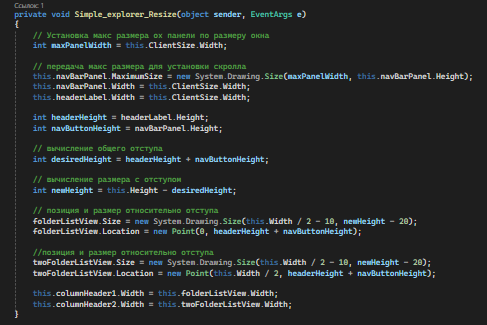 Ссылок: 1
private void Simple_explorer_Resize(object sender, EventArgs e)
{
// Установка макс размера ох панели по размеру окна
int maxPanelWidth = this.ClientSize.Width;
// передача макс размера для установки скролла
this.navBarPanel.MaximumSize = new System.Drawing.Size(maxPanelWidth, this.navBarPanel.Height);
this.navBarPanel.Width = this.ClientSize.Width;
this.headerLabel.Width = this.ClientSize.Width;
int headerHeight = headerLabel.Height;
int navButtonHeight = navBarPanel.Height;
// вычисление общего отступа
int desiredHeight = headerHeight + navButtonHeight;
// вычисление размера с отступом
int newHeight = this.Height - desiredHeight;
// позиция и размер относительно отступа
folderListView.Size = new System.Drawing.Size(this.Width / 2 - 10, newHeight - 20);
folderListView.Location = new Point(0, headerHeight + navButtonHeight);
//позиция и размер относительно отступа
twoFolderListView.Size = new System.Drawing.Size(this.Width / 2 - 10, newHeight - 20);
twoFolderListView.Location = new Point(this.Width / 2, headerHeight + navButtonHeight);
this.columnHeader1.Width = this.folderListView.Width;
this.columnHeader2.Width = this.twoFolderListView.Width;
}